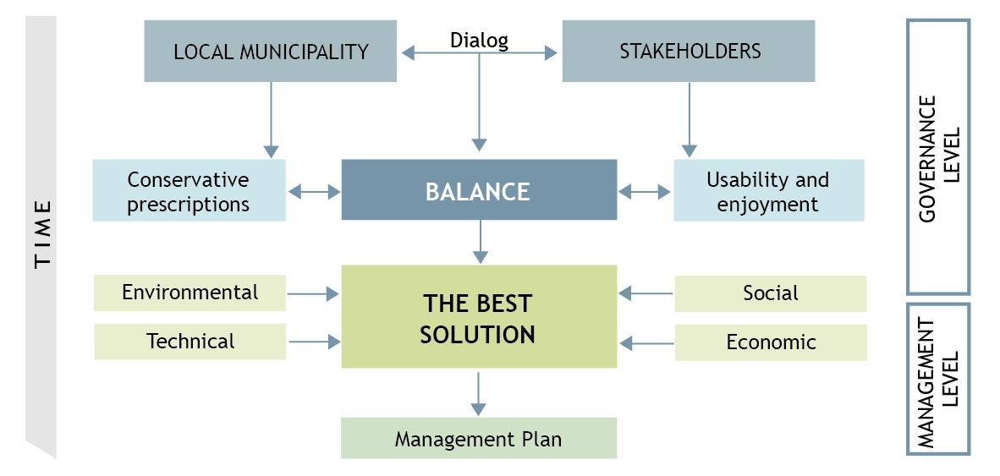 LOCAL MUNICIPALITY
Dialog
STAKEHOLDERS
Conservative
prescriptions
BALANCE
Usability and
enjoyment
Environmental
Technical
THE BEST
SOLUTION
Social
Economic
Management Plan
TIME
GOVERNANCE
LEVEL
MANAGEMENT
LEVEL